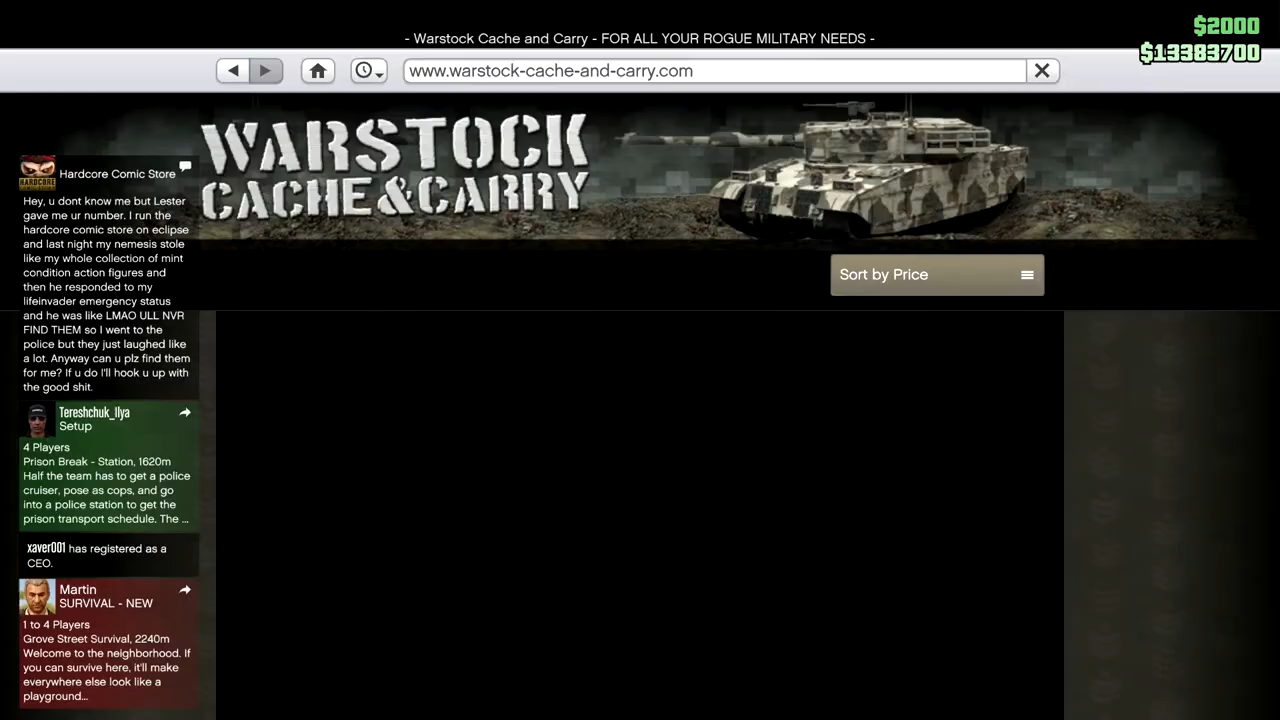 $2000
- Warstock Cache and Carry - FOR ALL YOUR ROGUE MILITARY NEEDS -
$13383700
www.warstock-cache-and-carry.com
WARSTOCK
CACHE & CARRY
Sort by Price
HARDCORE
Hardcore Comic Store
Hey, u dont know me but Lester
gave me ur number. I run the
hardcore comic store on eclipse
and last night my nemesis stole
like my whole collection of mint
condition action figures and
then he responded to my
lifeinvader emergency status
and he was like LMAO ULL NVR
FIND THEM so I went to the
police but they just laughed like
a lot. Anyway can u plz find them
for me? If u do I'll hook u up with
the good shit.
Tereshchuk_Ilya
Setup
4 Players
Prison Break - Station, 1620m
Half the team has to get a police
cruiser, pose as cops, and go
into a police station to get the
prison transport schedule. The ...
xaver001 has registered as a
CEO.
Martin
SURVIVAL - NEW
1 to 4 Players
Grove Street Survival, 2240m
Welcome to the neighborhood. If
you can survive here, it'll make
everywhere else look like a
playground...